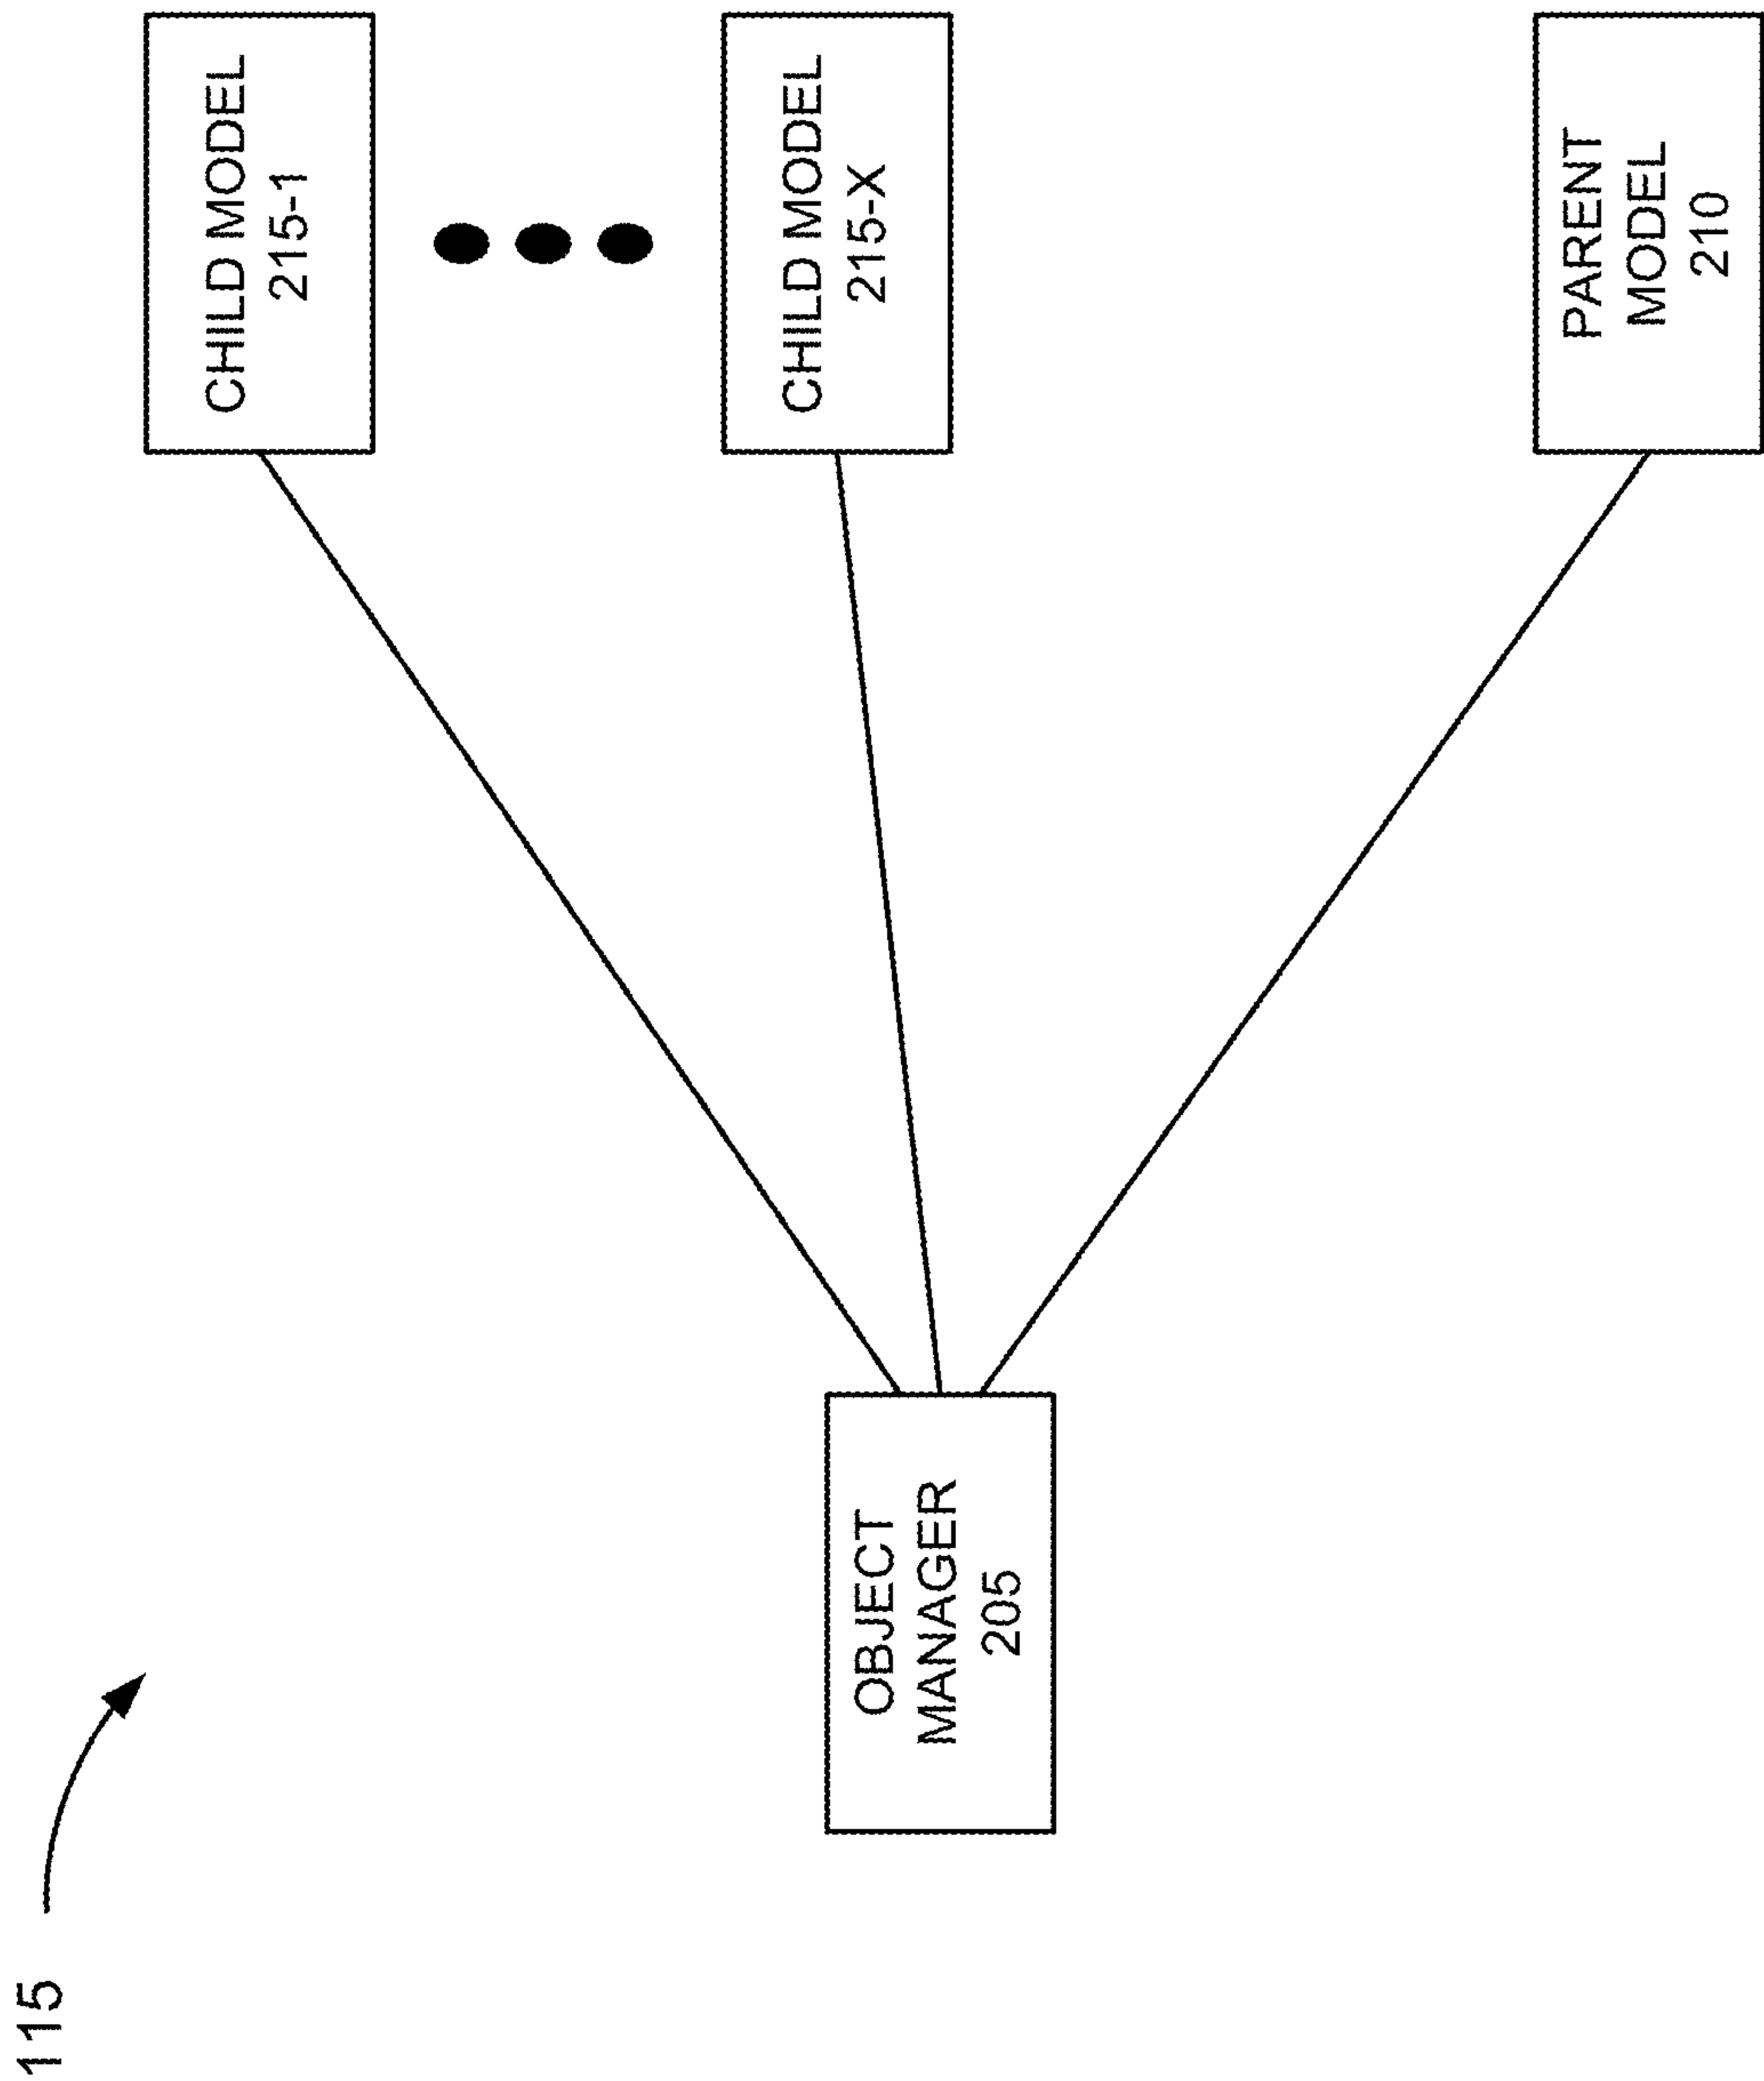 115
CHILD MODEL
215-1
CHILD MODEL
215-X
OBJECT
MANAGER
205
PARENT
MODEL
210